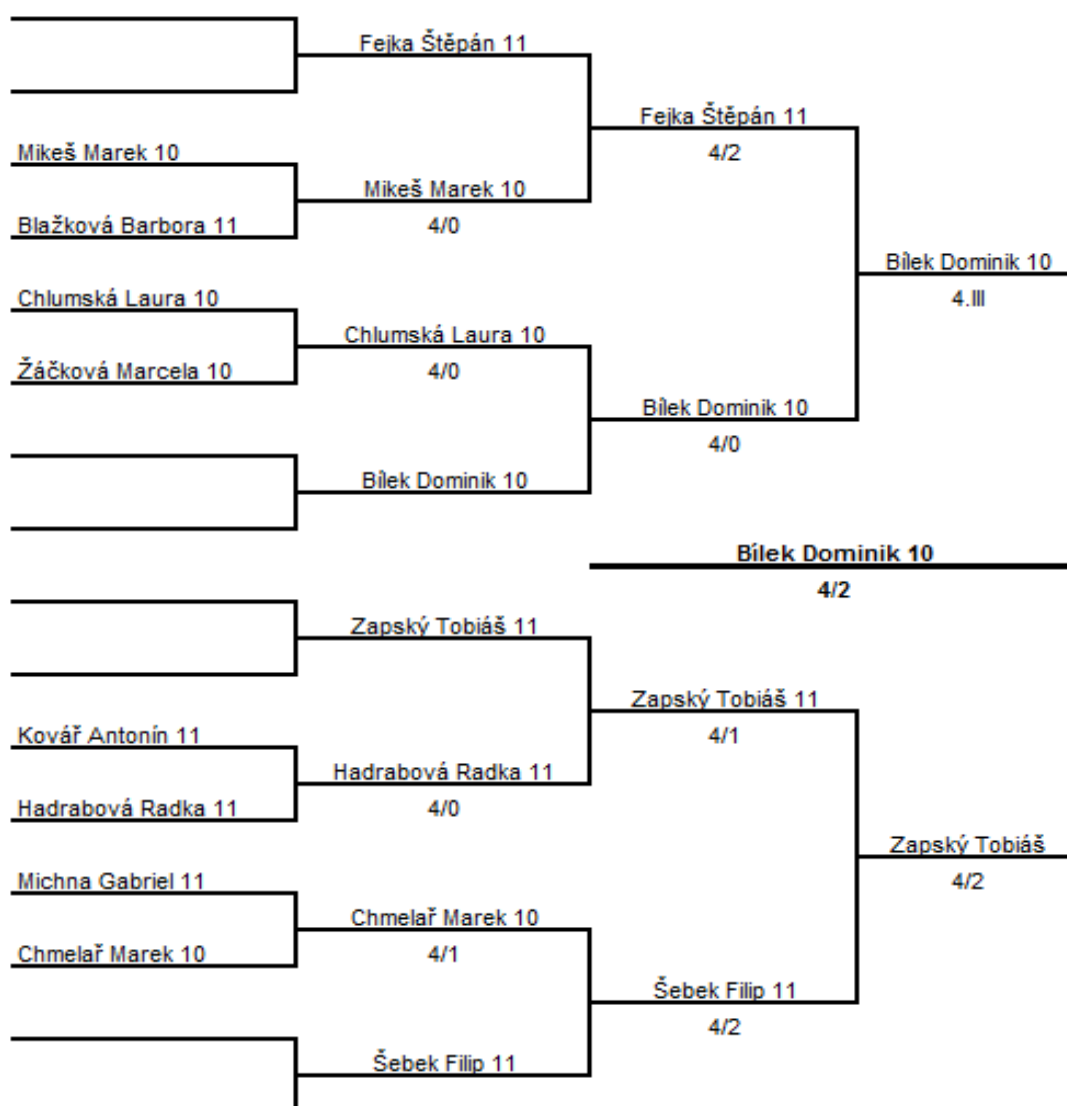 Fejka Štěpán 11
Fejka Štěpán 11
4/2
Mikeš Marek 10
Mikeš Marek 10
4/0
Blažková Barbora 11
Bílek Dominik 10
4.III
Chlumská Laura 10
Chlumská Laura 10
4/0
Žáčková Marcela 10
Bílek Dominik 10
4/0
Bílek Dominik 10
Bílek Dominik 10
4/2
Zapský Tobiáš 11
Zapský Tobiáš 11
4/1
Kovář Antonín 11
Hadrabová Radka 11
4/0
Hadrabová Radka 11
Zapský Tobiáš
4/2
Michna Gabriel 11
Chmelař Marek 10
4/1
Chmelař Marek 10
Šebek Filip 11
4/2
Šebek Filip 11